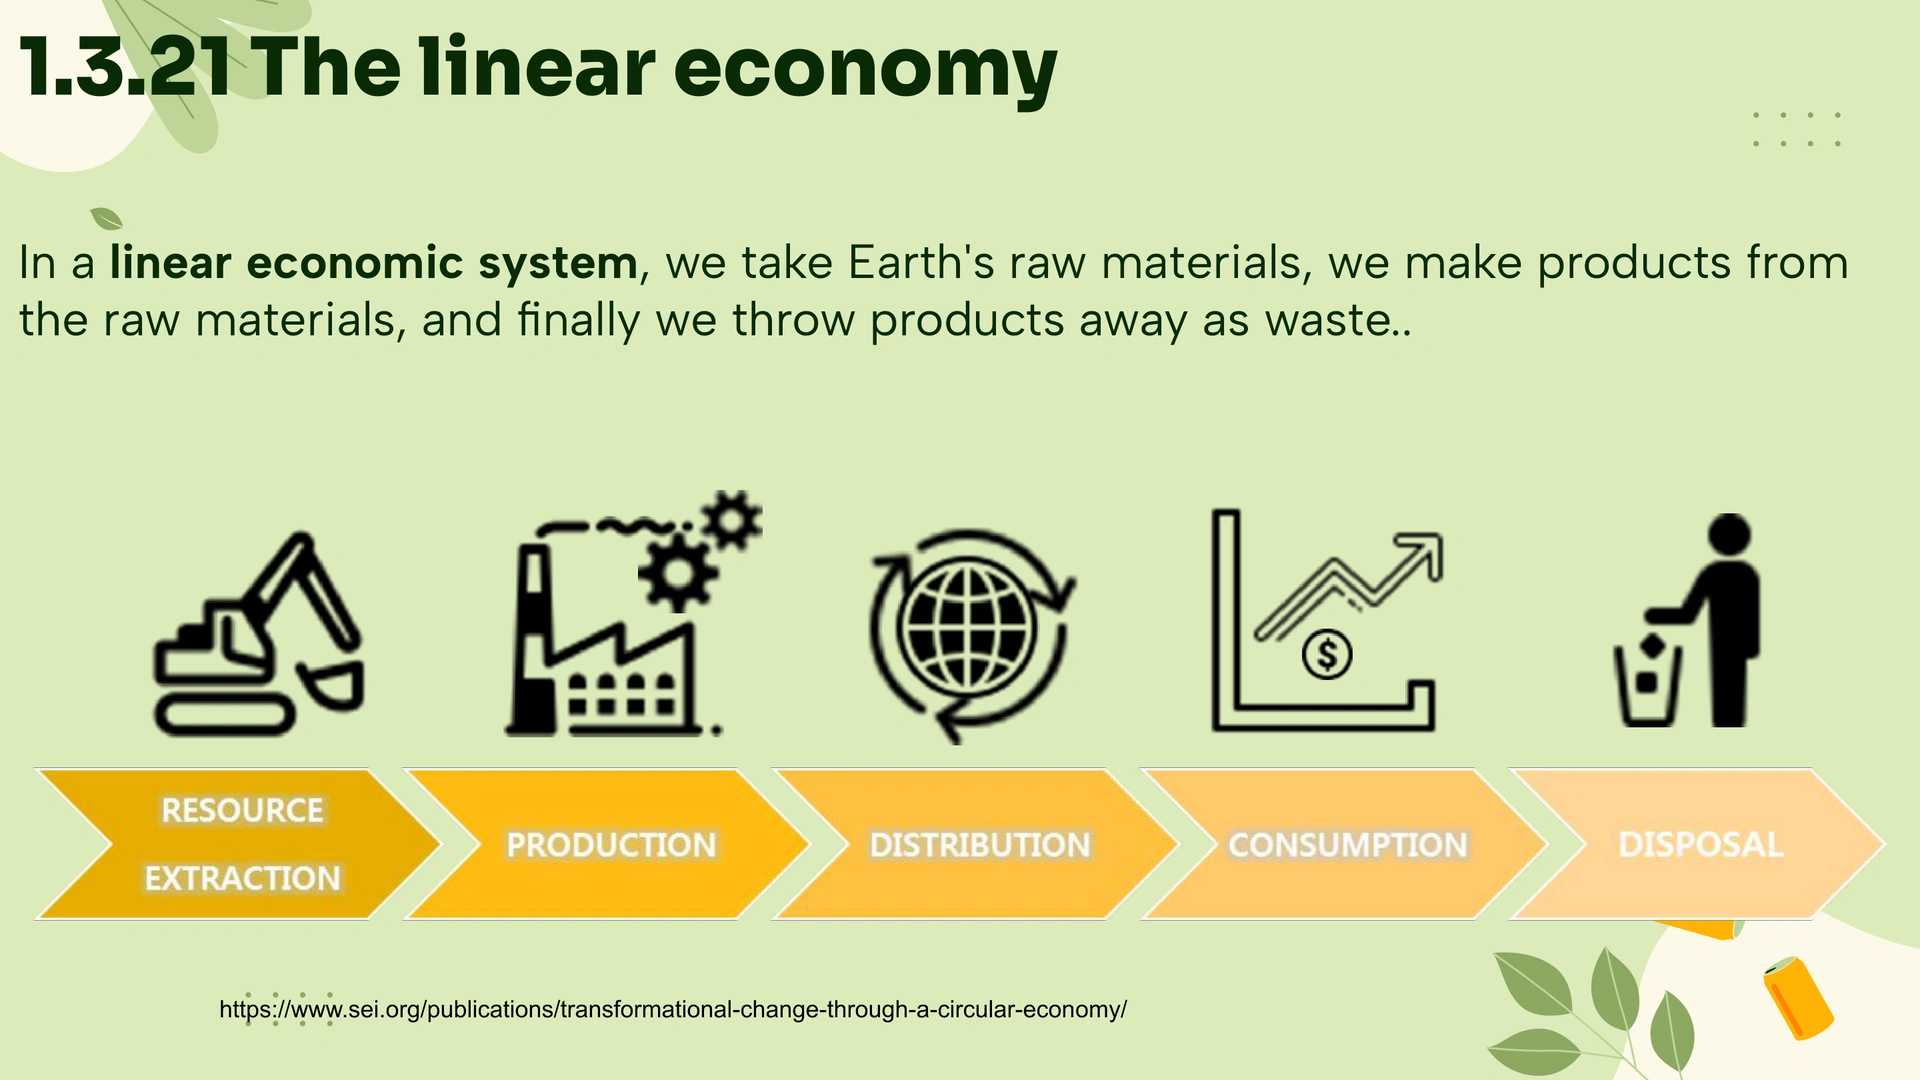 1.3.21 The linear economy
In a linear economic system, we take Earth's raw materials, we make products from
the raw materials, and finally we throw products away as waste..
$
RESOURCE
EXTRACTION
PRODUCTION
DISTRIBUTION
CONSUMPTION
DISPOSAL
https://www.sei.org/publications/transformational-change-through-a-circular-economy/